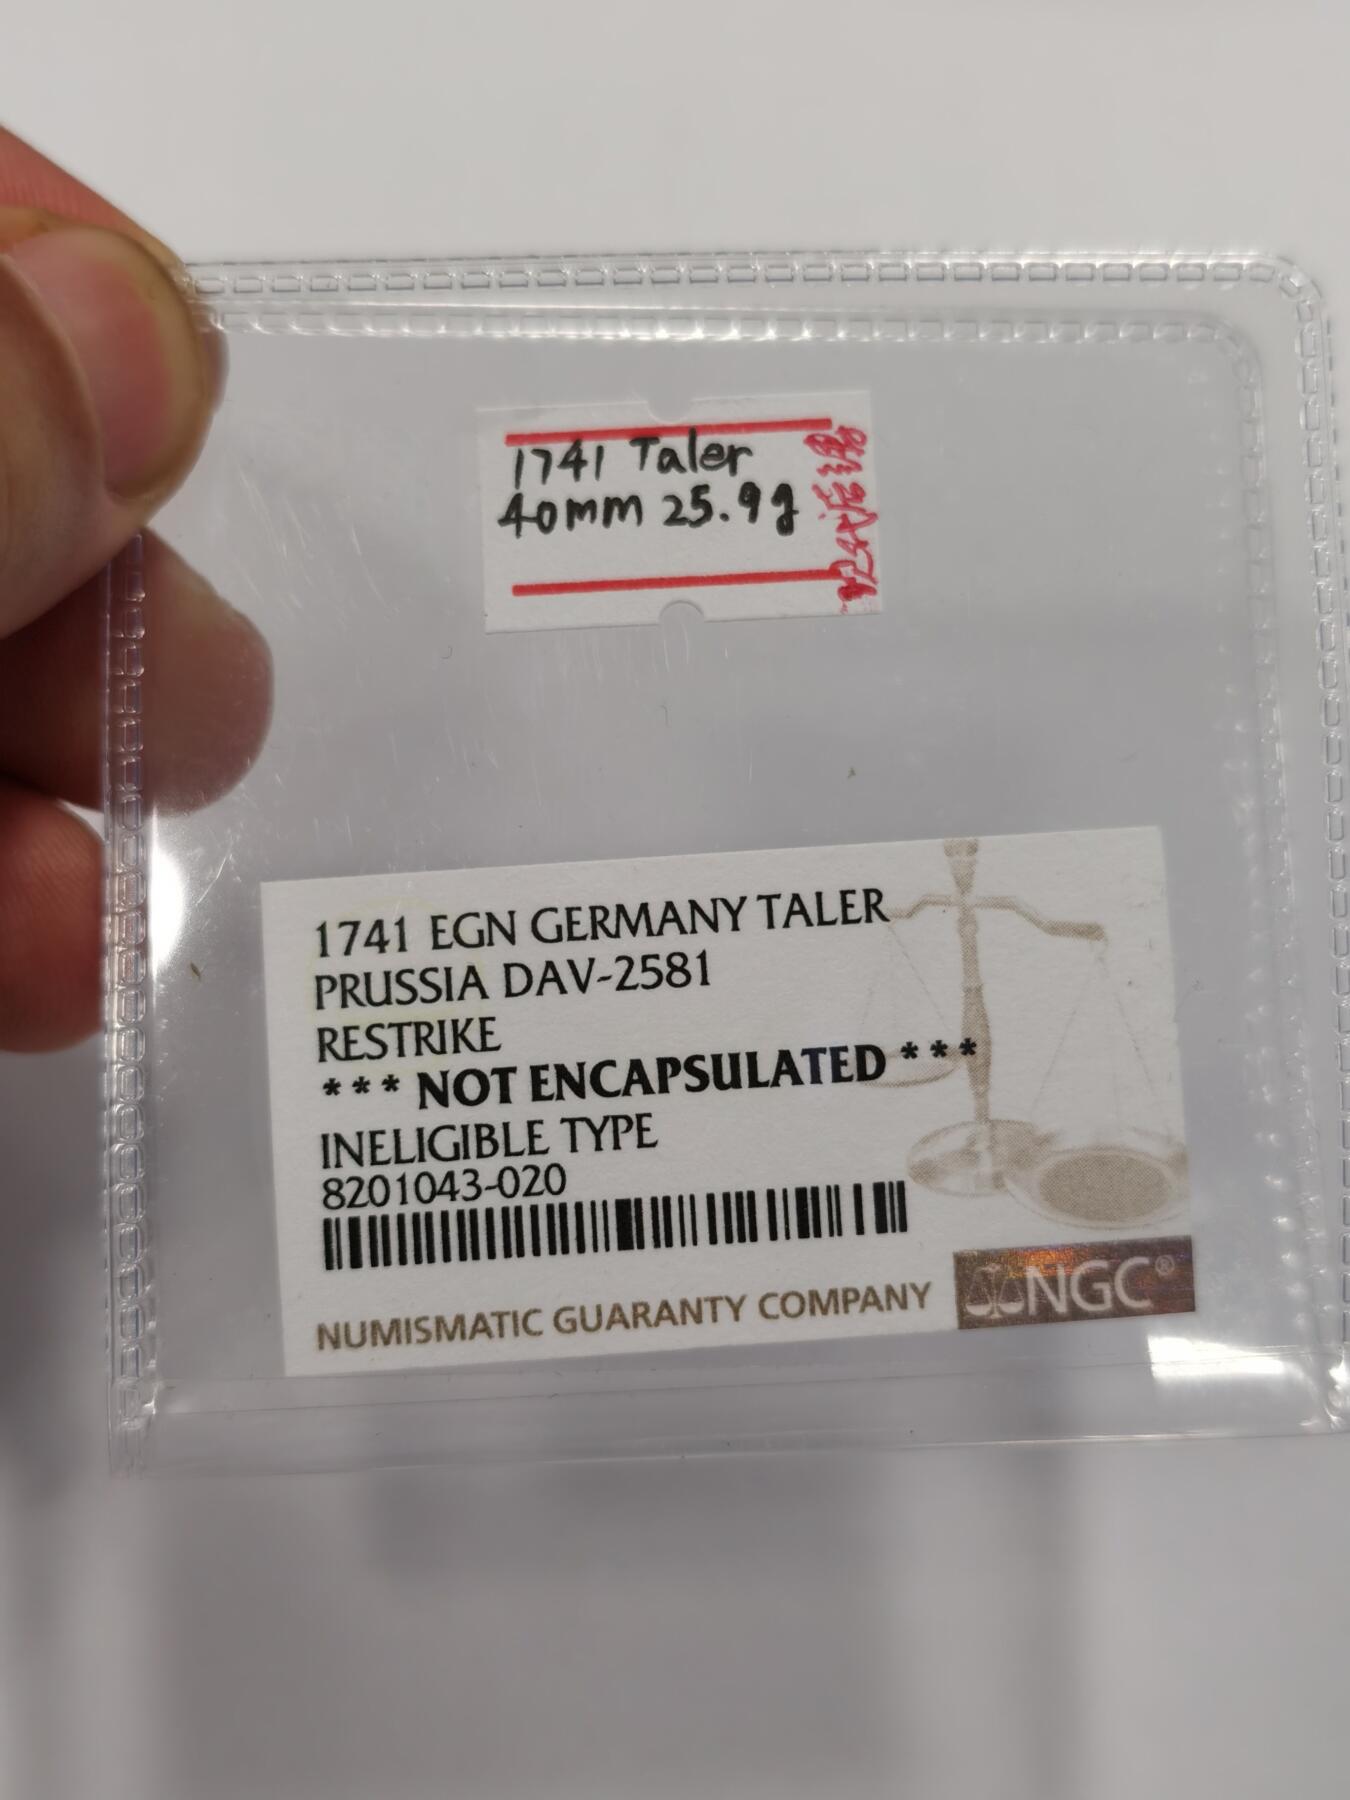 1741 Taler
40mm 25.9g
1741 EGN GERMANY TALER
PRUSSIA DAV-2581
RESTRIKE
*** NOT ENCAPSULATED ***
INELIGIBLE TYPE
8201043-020
NUMISMATIC GUARANTY COMPANY
NGC®